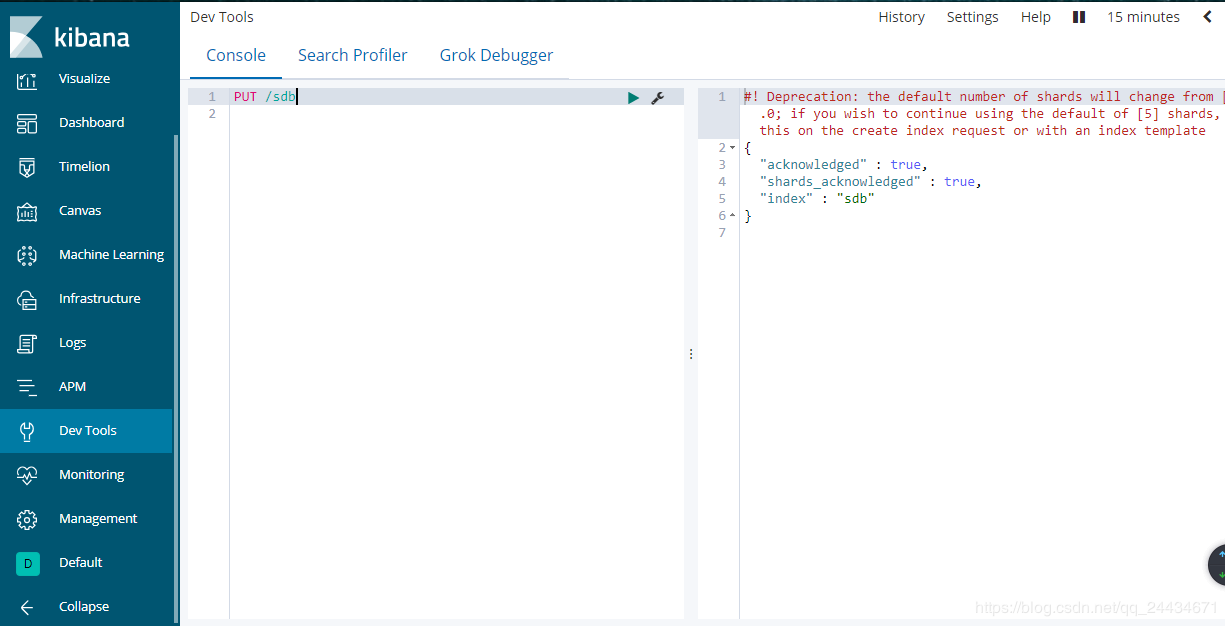 kibana
Visualize
Dashboard
Timelion
Canvas
Machine Learning
Infrastructure
Logs
APM
Dev Tools
Monitoring
Management
D Default
Collapse
Dev Tools
History Settings Help 15 minutes
Console Search Profiler Grok Debugger
1 PUT /sdb
2
1 #! Deprecation: the default number of shards will change from [
.0; if you wish to continue using the default of [5] shards,
this on the create index request or with an index template
2 {
3 "acknowledged" : true,
4 "shards_acknowledged" : true,
5 "index" : "sdb"
6 }
7
https://blog.csdn.net/qq_24434671